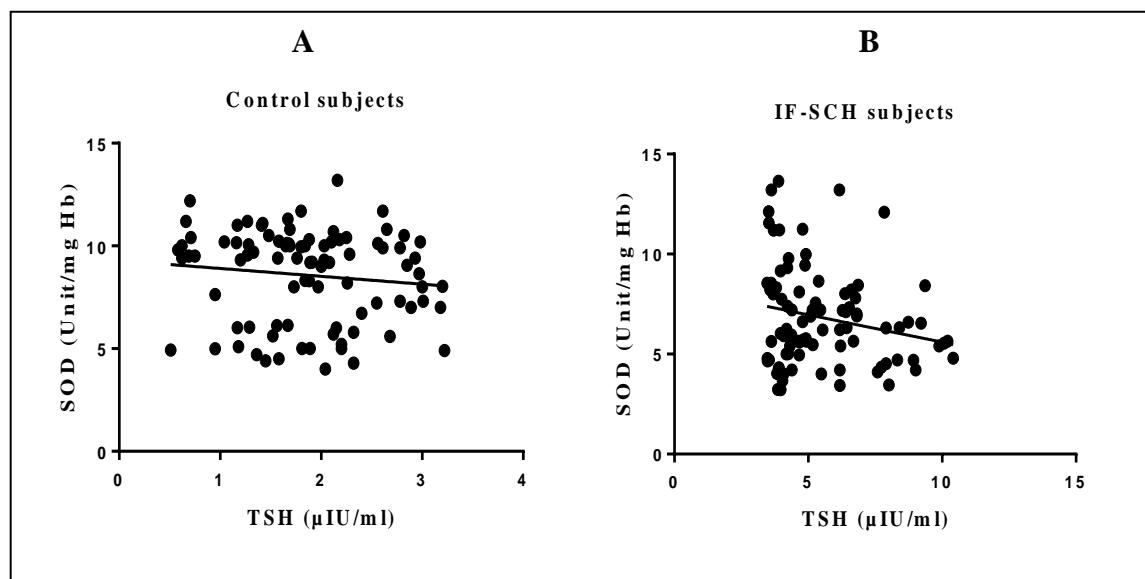 A
Control subjects
15
10
5
0
SOD (Unit/mg Hb)
0 1 2 3 4
TSH (µIU/ml)
B
IF-SCH subjects
15
10
5
0
SOD (Unit/mg Hb)
0 5 10 15
TSH (µIU/ml)